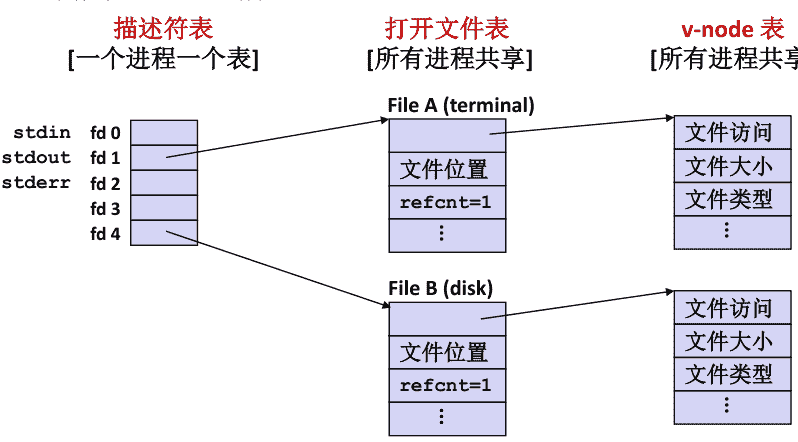 描述符表
[一个进程一个表]
打开文件表
[所有进程共享]
v-node 表
[所有进程共享
stdin fd 0
stdout fd 1
stderr fd 2
fd 3
fd 4
File A (terminal)
文件位置
refcnt=1
⋮
文件访问
文件大小
文件类型
⋮
File B (disk)
文件位置
refcnt=1
⋮
文件访问
文件大小
文件类型
⋮